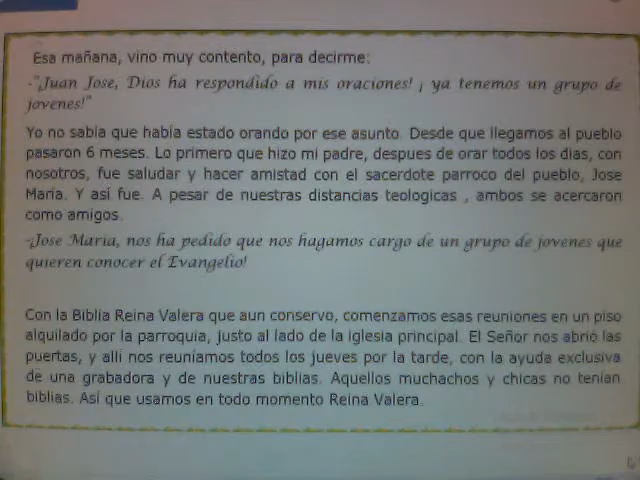 Esa mañana, vino muy contento, para decirme:
-"¡Juan Jose, Dios ha respondido a mis oraciones! ¡ ya tenemos un grupo de
jovenes!"
Yo no sabía que había estado orando por ese asunto. Desde que llegamos al pueblo
pasaron 6 meses. Lo primero que hizo mi padre, despues de orar todos los dias, con
nosotros, fue saludar y hacer amistad con el sacerdote parroco del pueblo, Jose
Maria. Y así fue. A pesar de nuestras distancias teologicas , ambos se acercaron
como amigos.
-¡Jose Maria, nos ha pedido que nos hagamos cargo de un grupo de jovenes que
quieren conocer el Evangelio!
Con la Biblia Reina Valera que aun conservo, comenzamos esas reuniones en un piso
alquilado por la parroquia, justo al lado de la Iglesia principal. El Señor nos abrió las
puertas, y allí nos reuníamos todos los jueves por la tarde, con la ayuda exclusiva
de una grabadora y de nuestras biblias. Aquellos muchachos y chicas no tenían
biblias. Así que usamos en todo momento Reina Valera.